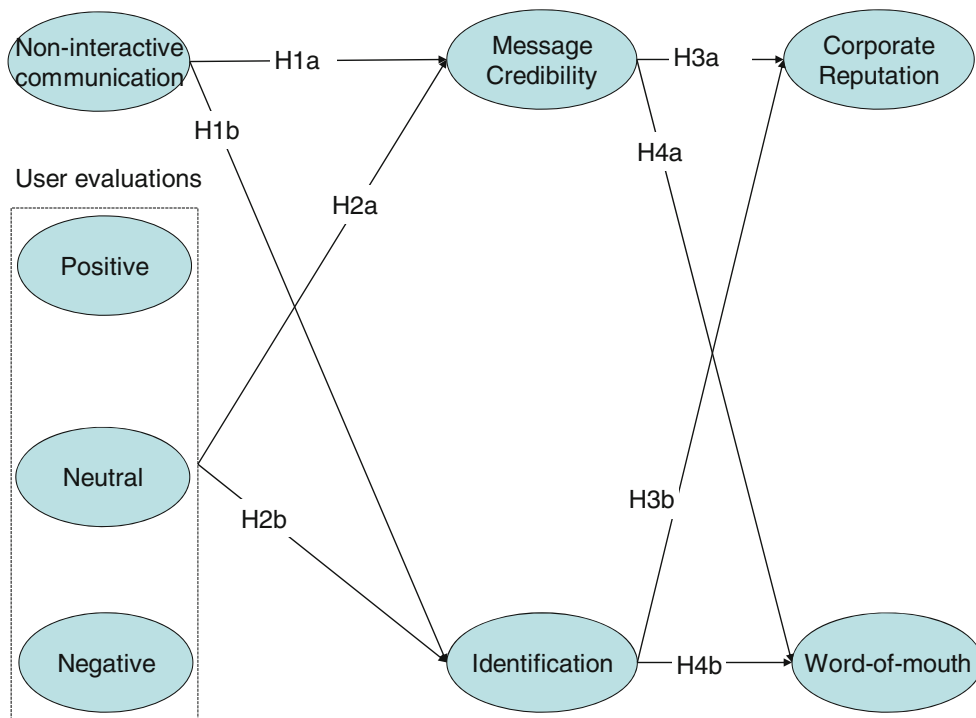 Non-interactive
communication
H1a
Message
Credibility
H3a
Corporate
Reputation
H1b
H4a
User evaluations
H2a
Positive
Neutral
H2b
H3b
Negative
Identification
H4b
Word-of-mouth